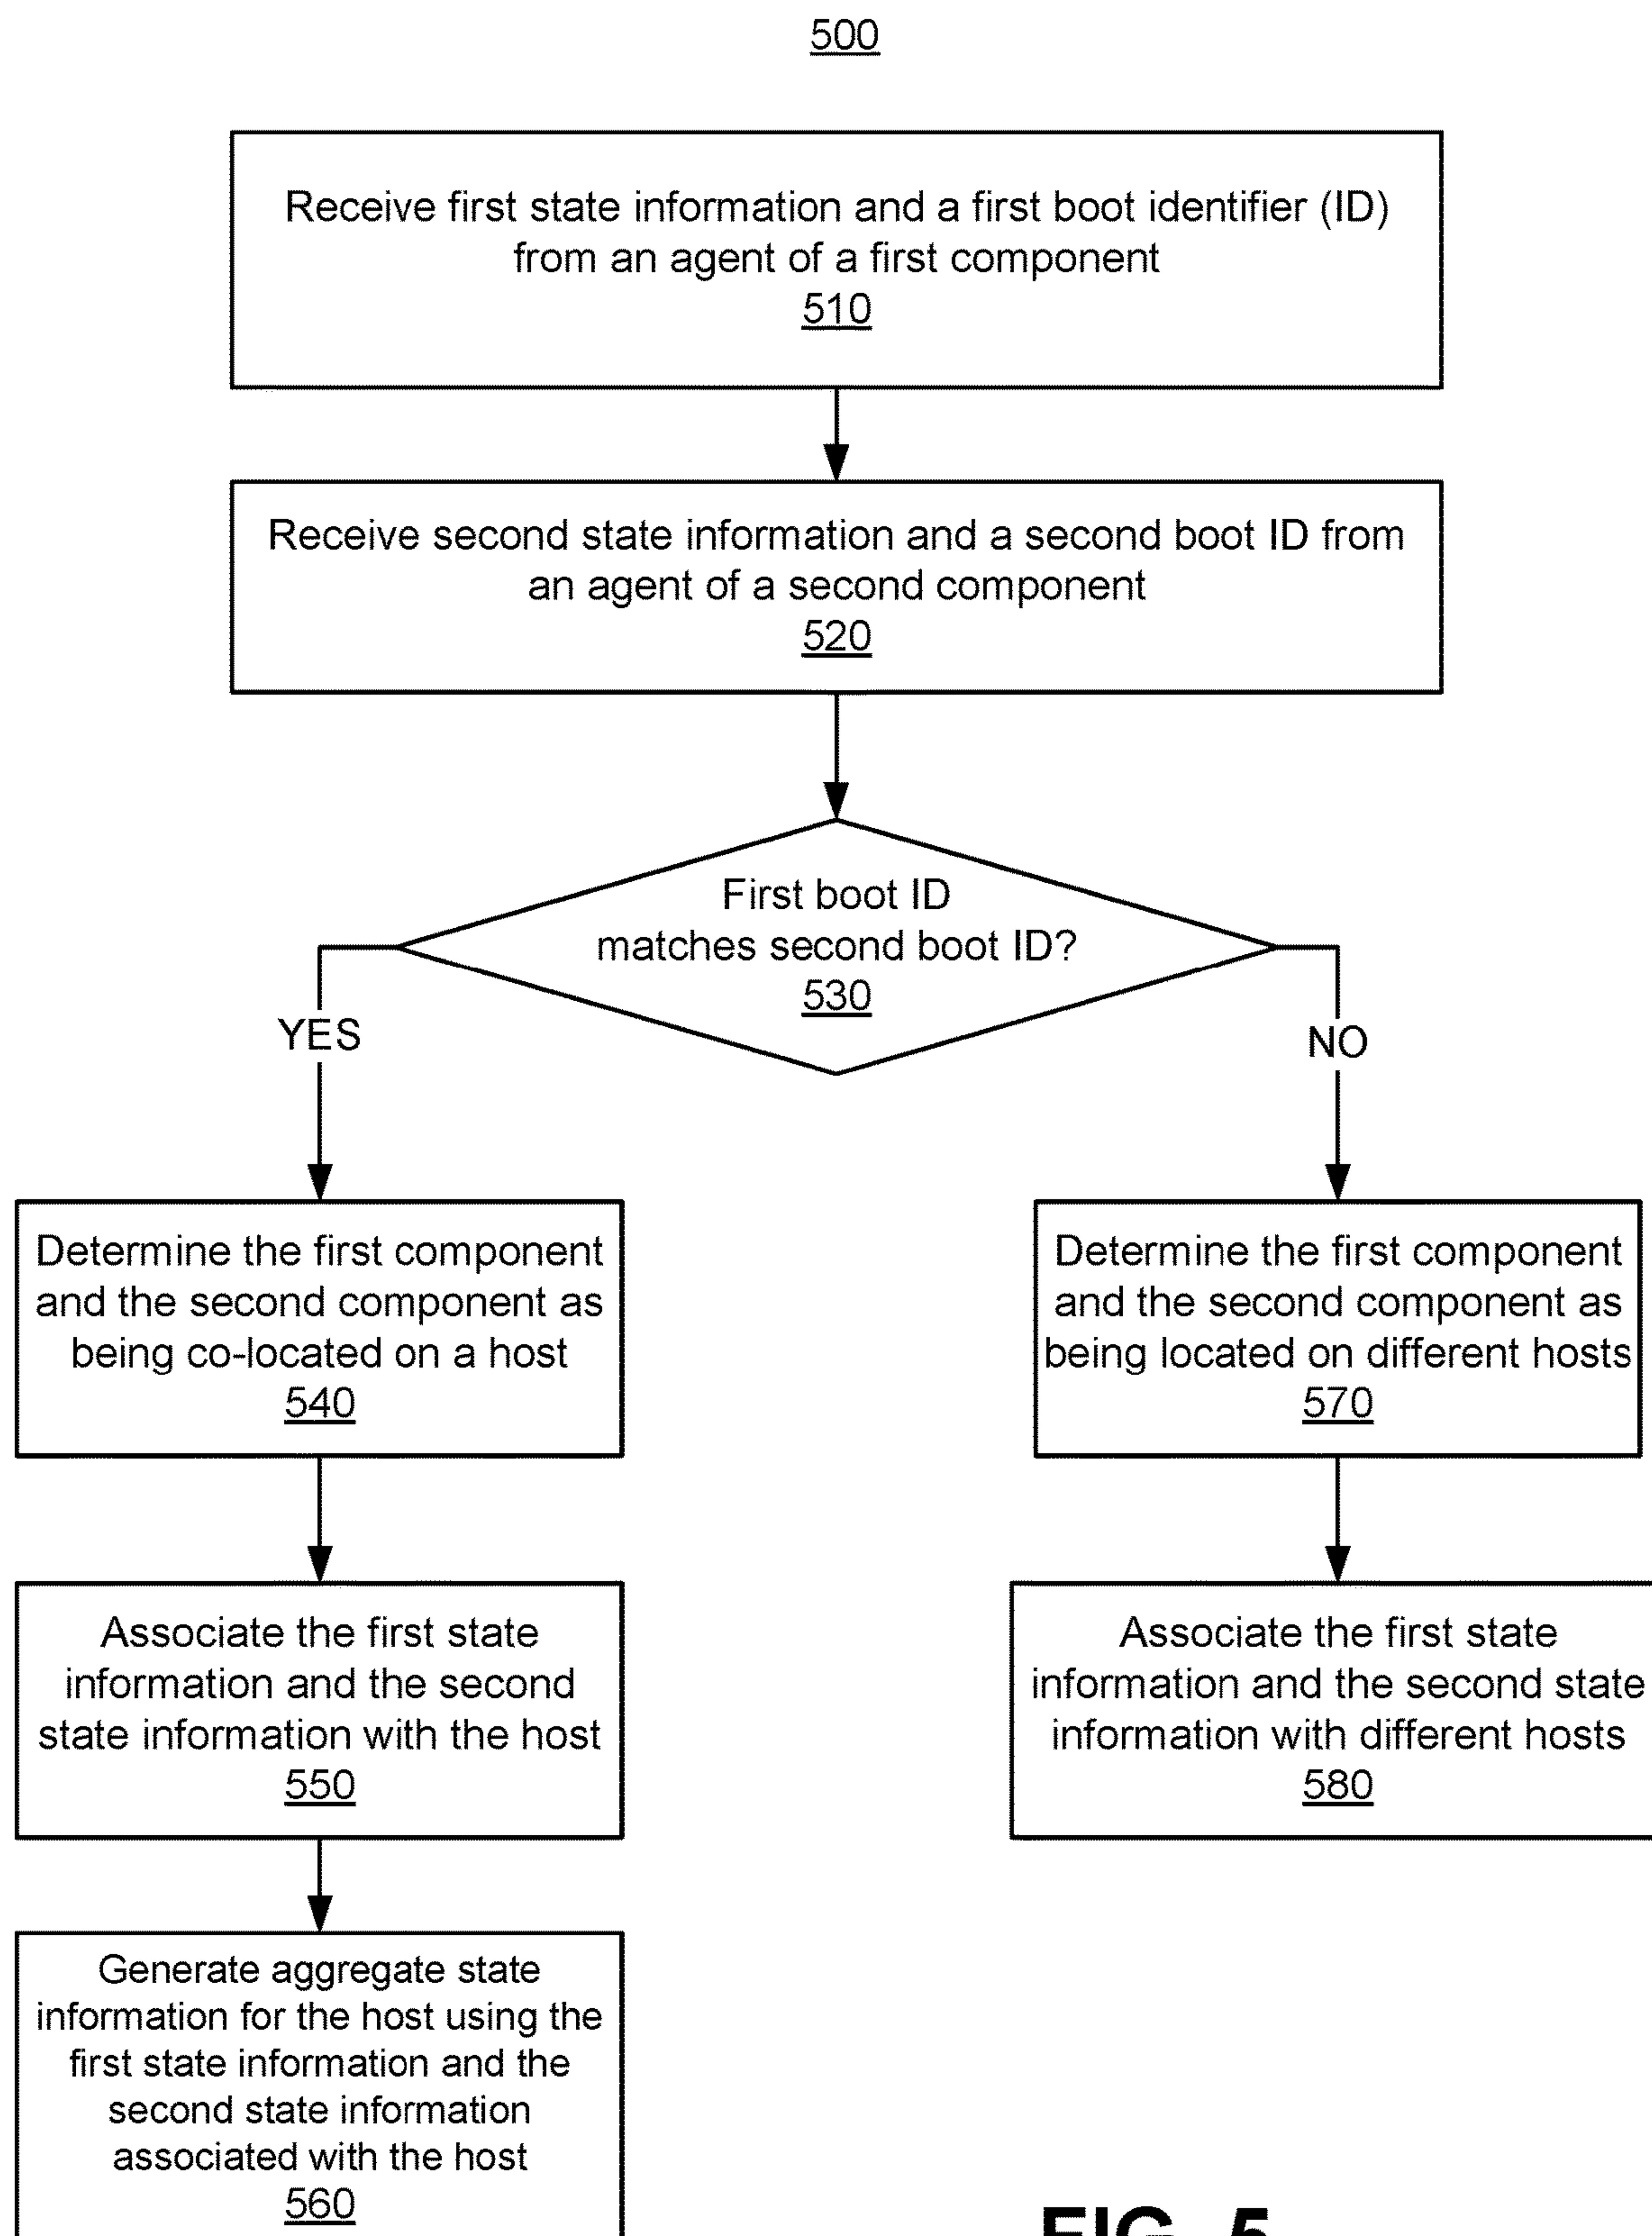 500
Receive first state information and a first boot identifier (ID)
from an agent of a first component
510
Receive second state information and a second boot ID from
an agent of a second component
520
First boot ID
matches second boot ID?
530
YES
NO
Determine the first component
and the second component as
being co-located on a host
540
Determine the first component
and the second component as
being located on different hosts
570
Associate the first state
information and the second
state information with the host
550
Associate the first state
information and the second state
information with different hosts
580
Generate aggregate state
information for the host using the
first state information and the
second state information
associated with the host
560
FIG. 5